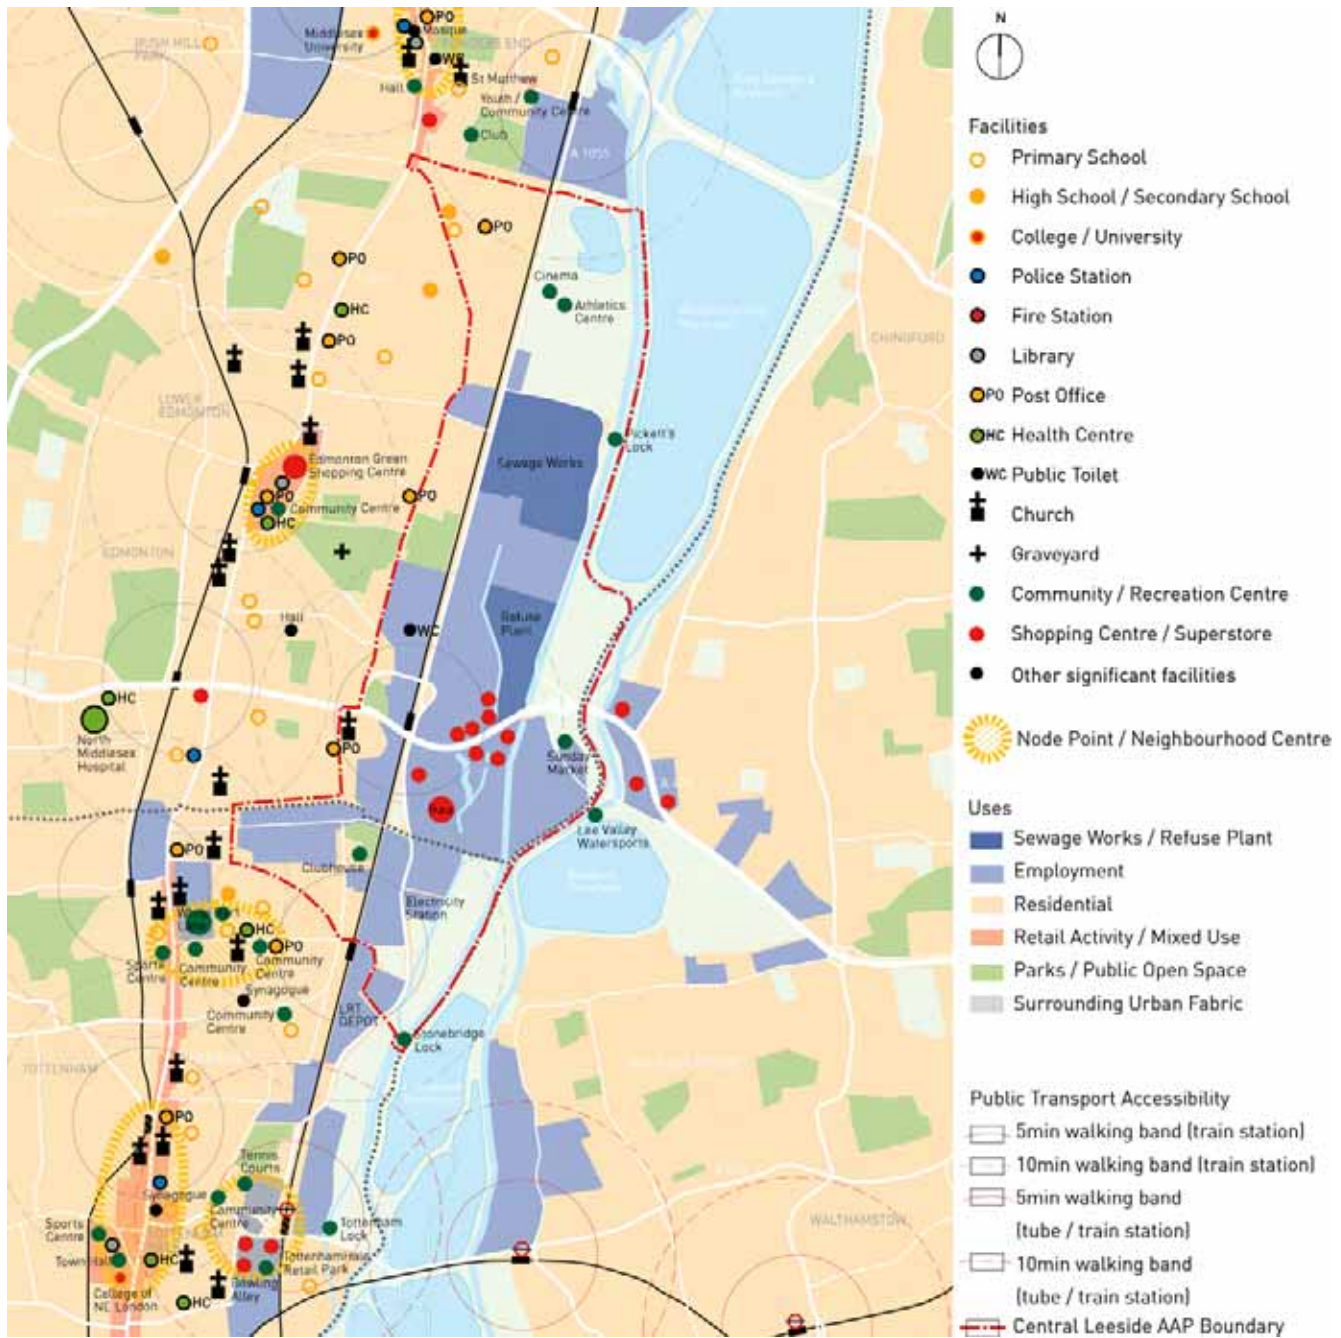 N
Facilities
Primary School
High School / Secondary School
College / University
Police Station
Fire Station
Library
PO Post Office
HC Health Centre
WC Public Toilet
Church
Graveyard
Community / Recreation Centre
Shopping Centre / Superstore
Other significant facilities
Node Point / Neighbourhood Centre
Uses
Sewage Works / Refuse Plant
Employment
Residential
Retail Activity / Mixed Use
Parks / Public Open Space
Surrounding Urban Fabric
Public Transport Accessibility
5min walking band (train station)
10min walking band (train station)
5min walking band
(tube / train station)
10min walking band
(tube / train station)
Central Leeside AAP Boundary
Middlesex
University
PO
Mosque
WC
St Matthew
Hall
Youth /
Community Centre
Club
A 1055
PO
PO
HC
PO
Cinema
Athletics
Centre
CHINGFORD
LOWER
EDMONTON
Edmonton Green
Shopping Centre
PO
Community Centre
HC
PO
Pickett's
Lock
Sewage Works
EDMONTON
Hall
WC
Refuse
Plant
HC
North
Middlesex
Hospital
PO
Sunday
Market
Ikea
Lee Valley
Watersports
PO
Clubhouse
Electricity
Station
HC
PO
Sports
Centre
Community
Centre
Community
Centre
Synagogue
Community
Centre
LRT
DEPOT
Stonebridge
Lock
TOTTENHAM
PO
Tennis
Courts
Synagogue
Community
Centre
Tottenham
Lock
Sports
Centre
Town Hall
HC
Tottenham Hale
Retail Park
Bowling
Alley
College of
NE London
HC
WALTHAMSTOW